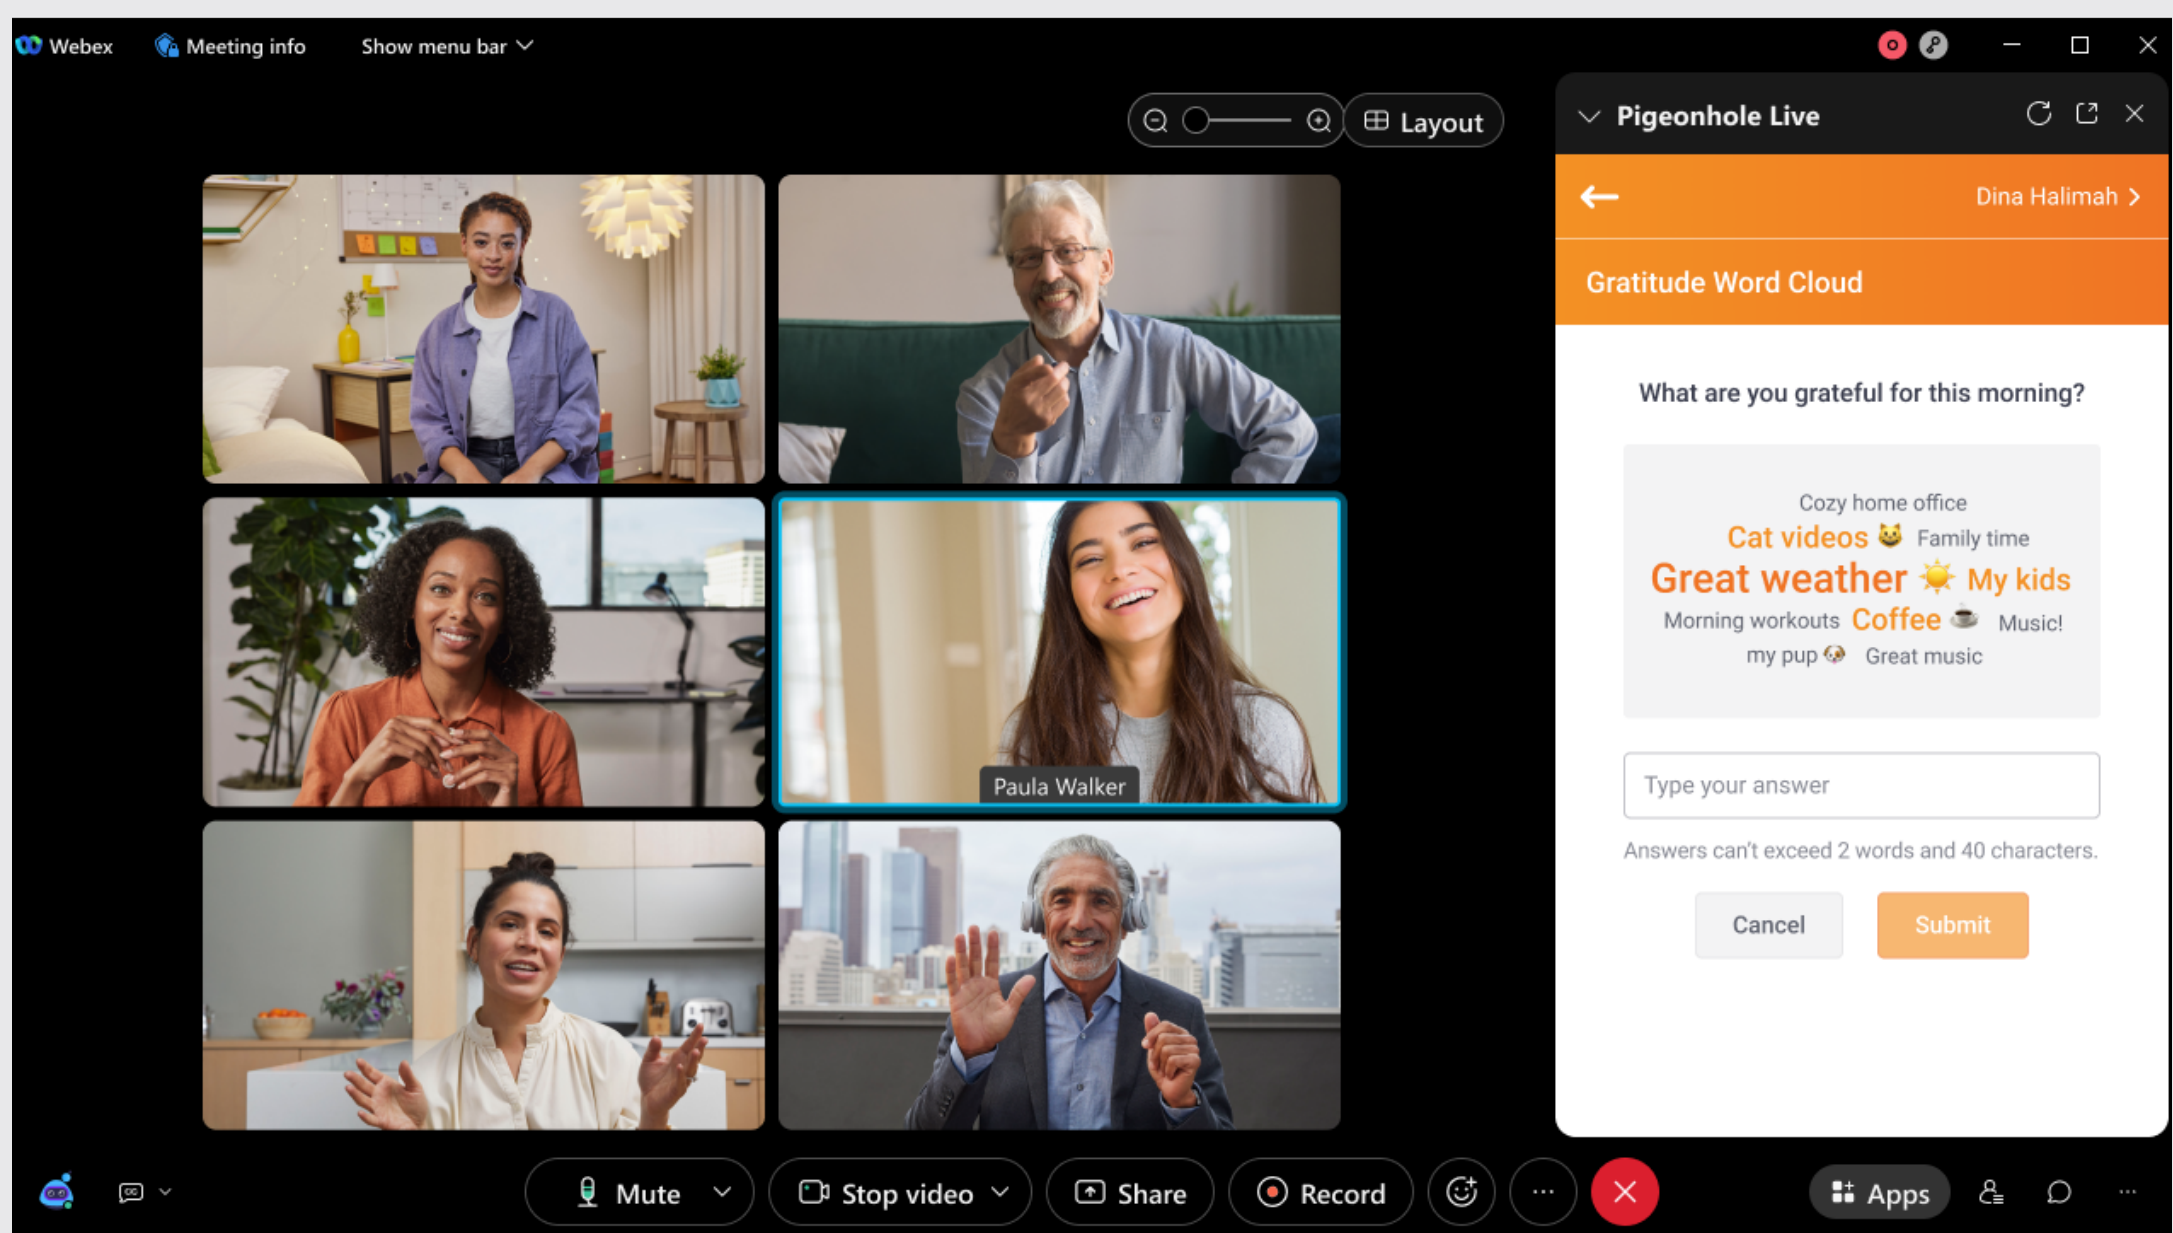 Webex
Meeting info
Show menu bar
Layout
Paula Walker
Pigeonhole Live
Dina Halimah
Gratitude Word Cloud
What are you grateful for this morning?
Cozy home office
Cat videos 😺 Family time
Great weather ☀️ My kids
Morning workouts Coffee ☕ Music!
my pup 🐶 Great music
Type your answer
Answers can't exceed 2 words and 40 characters.
Cancel Submit
Mute
Stop video
Share
Record
Apps